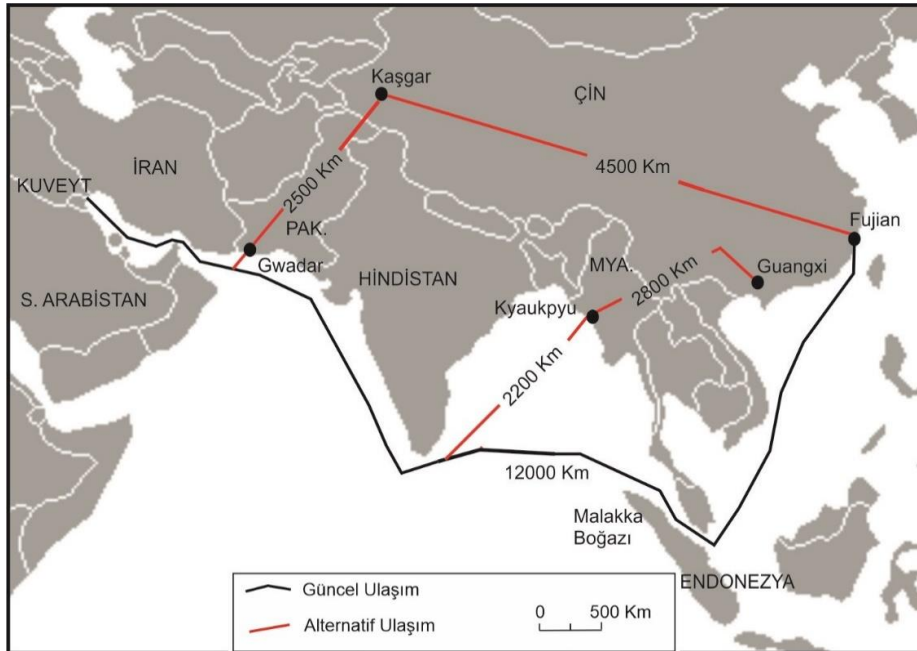 Kaşgar
ÇİN
İRAN
2500 Km
4500 Km
KUVEYT
PAK.
Fujian
Gwadar
MYA.
Guangxi
HİNDİSTAN
2800 Km
S. ARABİSTAN
Kyaukpyu
2200 Km
12000 Km
Malakka
Boğazı
ENDONEZYA
Güncel Ulaşım
Alternatif Ulaşım
0 500 Km